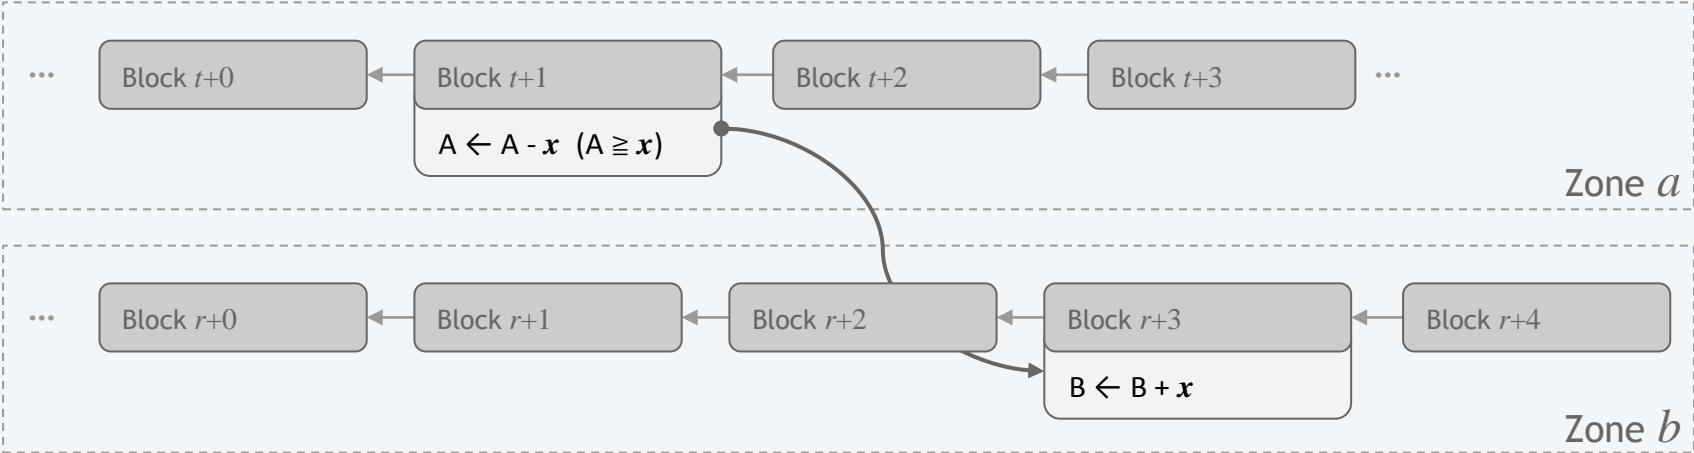 ... Block t+0 Block t+1 Block t+2 Block t+3 ...
A ← A - x (A ≧ x)
Zone a
... Block r+0 Block r+1 Block r+2 Block r+3 Block r+4
B ← B + x
Zone b